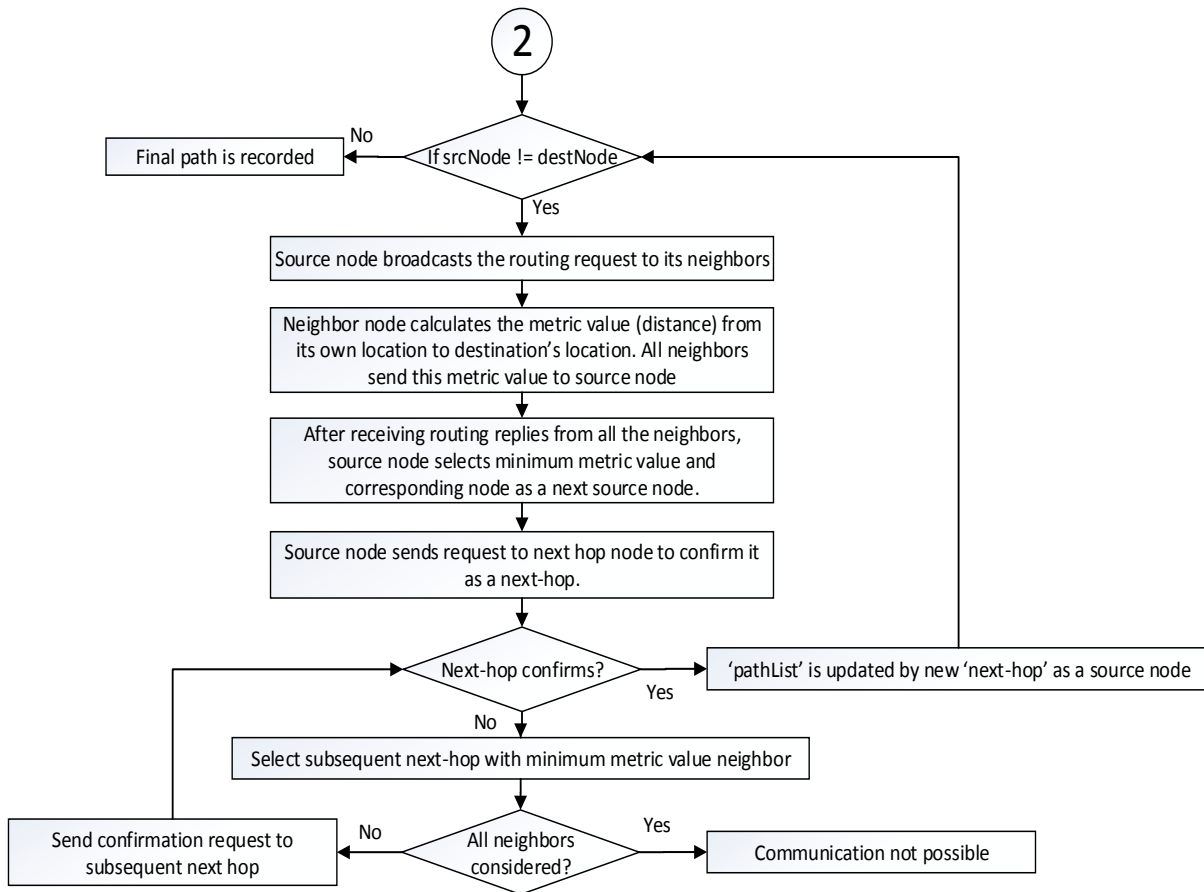 2
No
Final path is recorded
If srcNode != destNode
Yes
Source node broadcasts the routing request to its neighbors
Neighbor node calculates the metric value (distance) from
its own location to destination’s location. All neighbors
send this metric value to source node
After receiving routing replies from all the neighbors,
source node selects minimum metric value and
corresponding node as a next source node.
Source node sends request to next hop node to confirm it
as a next-hop.
Next-hop confirms?
Yes
‘pathList’ is updated by new ‘next-hop’ as a source node
No
Select subsequent next-hop with minimum metric value neighbor
Send confirmation request to
subsequent next hop
No
All neighbors
considered?
Yes
Communication not possible